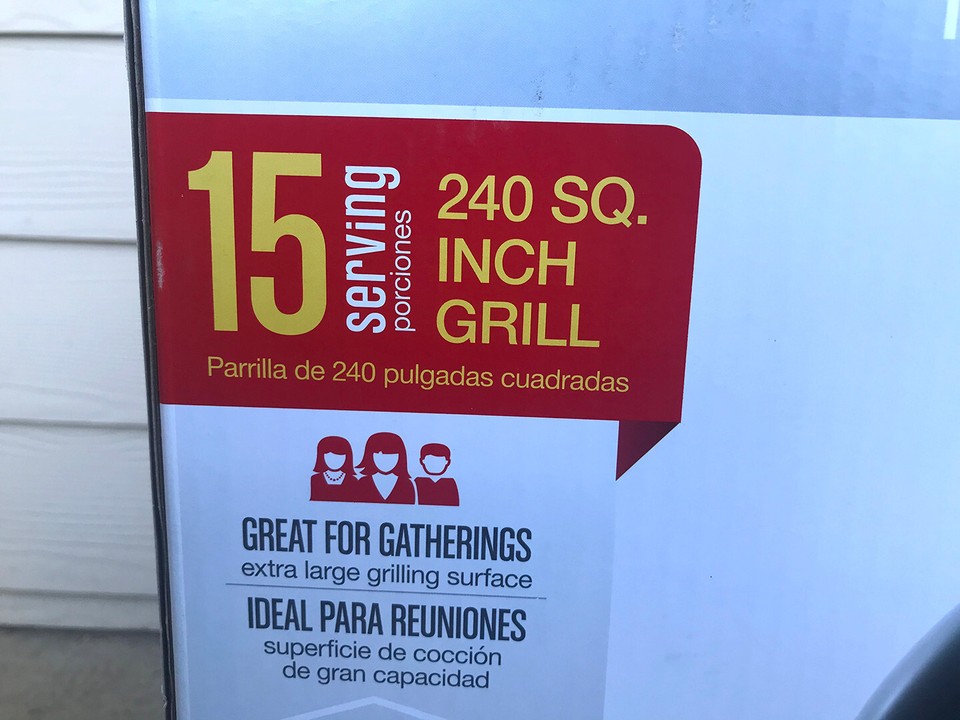 15 serving
porciones
240 SQ.
INCH
GRILL
Parrilla de 240 pulgadas cuadradas
GREAT FOR GATHERINGS
extra large grilling surface
IDEAL PARA REUNIONES
superficie de cocción
de gran capacidad